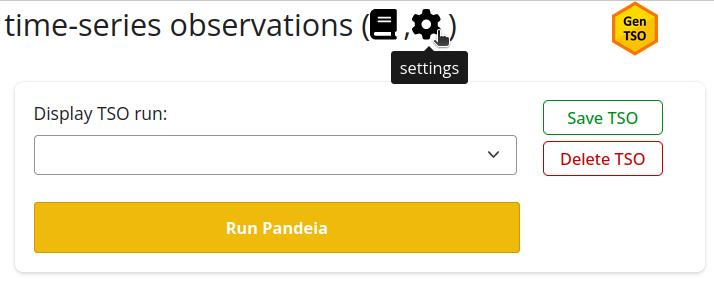 time-series observations ( , )
Gen
TSO
settings
Display TSO run:
Save TSO
Delete TSO
Run Pandeia